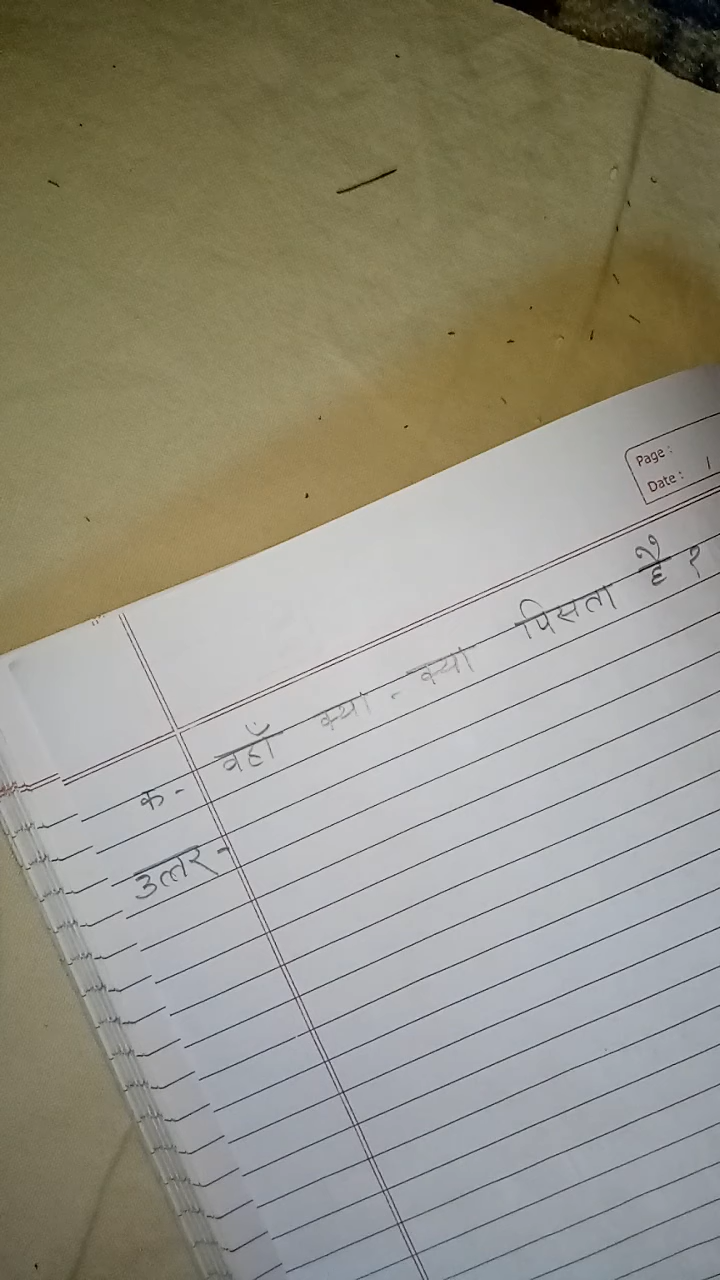 Page:
Date: /
क- वहाँ क्या - क्या पिसता है ?
उत्तर-